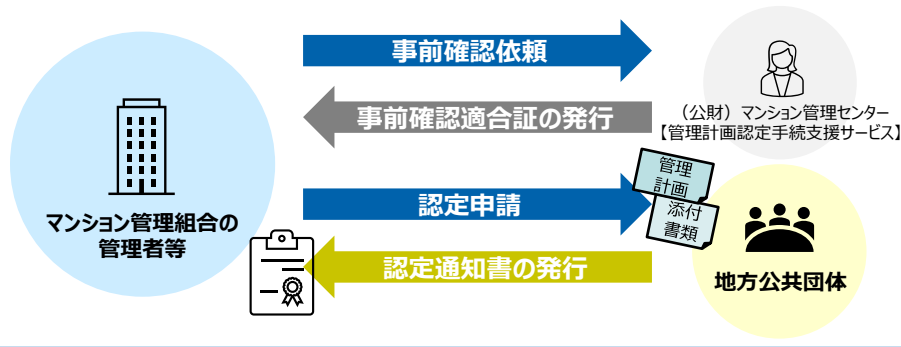 事前確認依頼
事前確認適合証の発行
（公財）マンション管理センター
【管理計画認定手続支援サービス】
マンション管理組合の
管理者等
認定申請
管理
計画
添付
書類
認定通知書の発行
地方公共団体